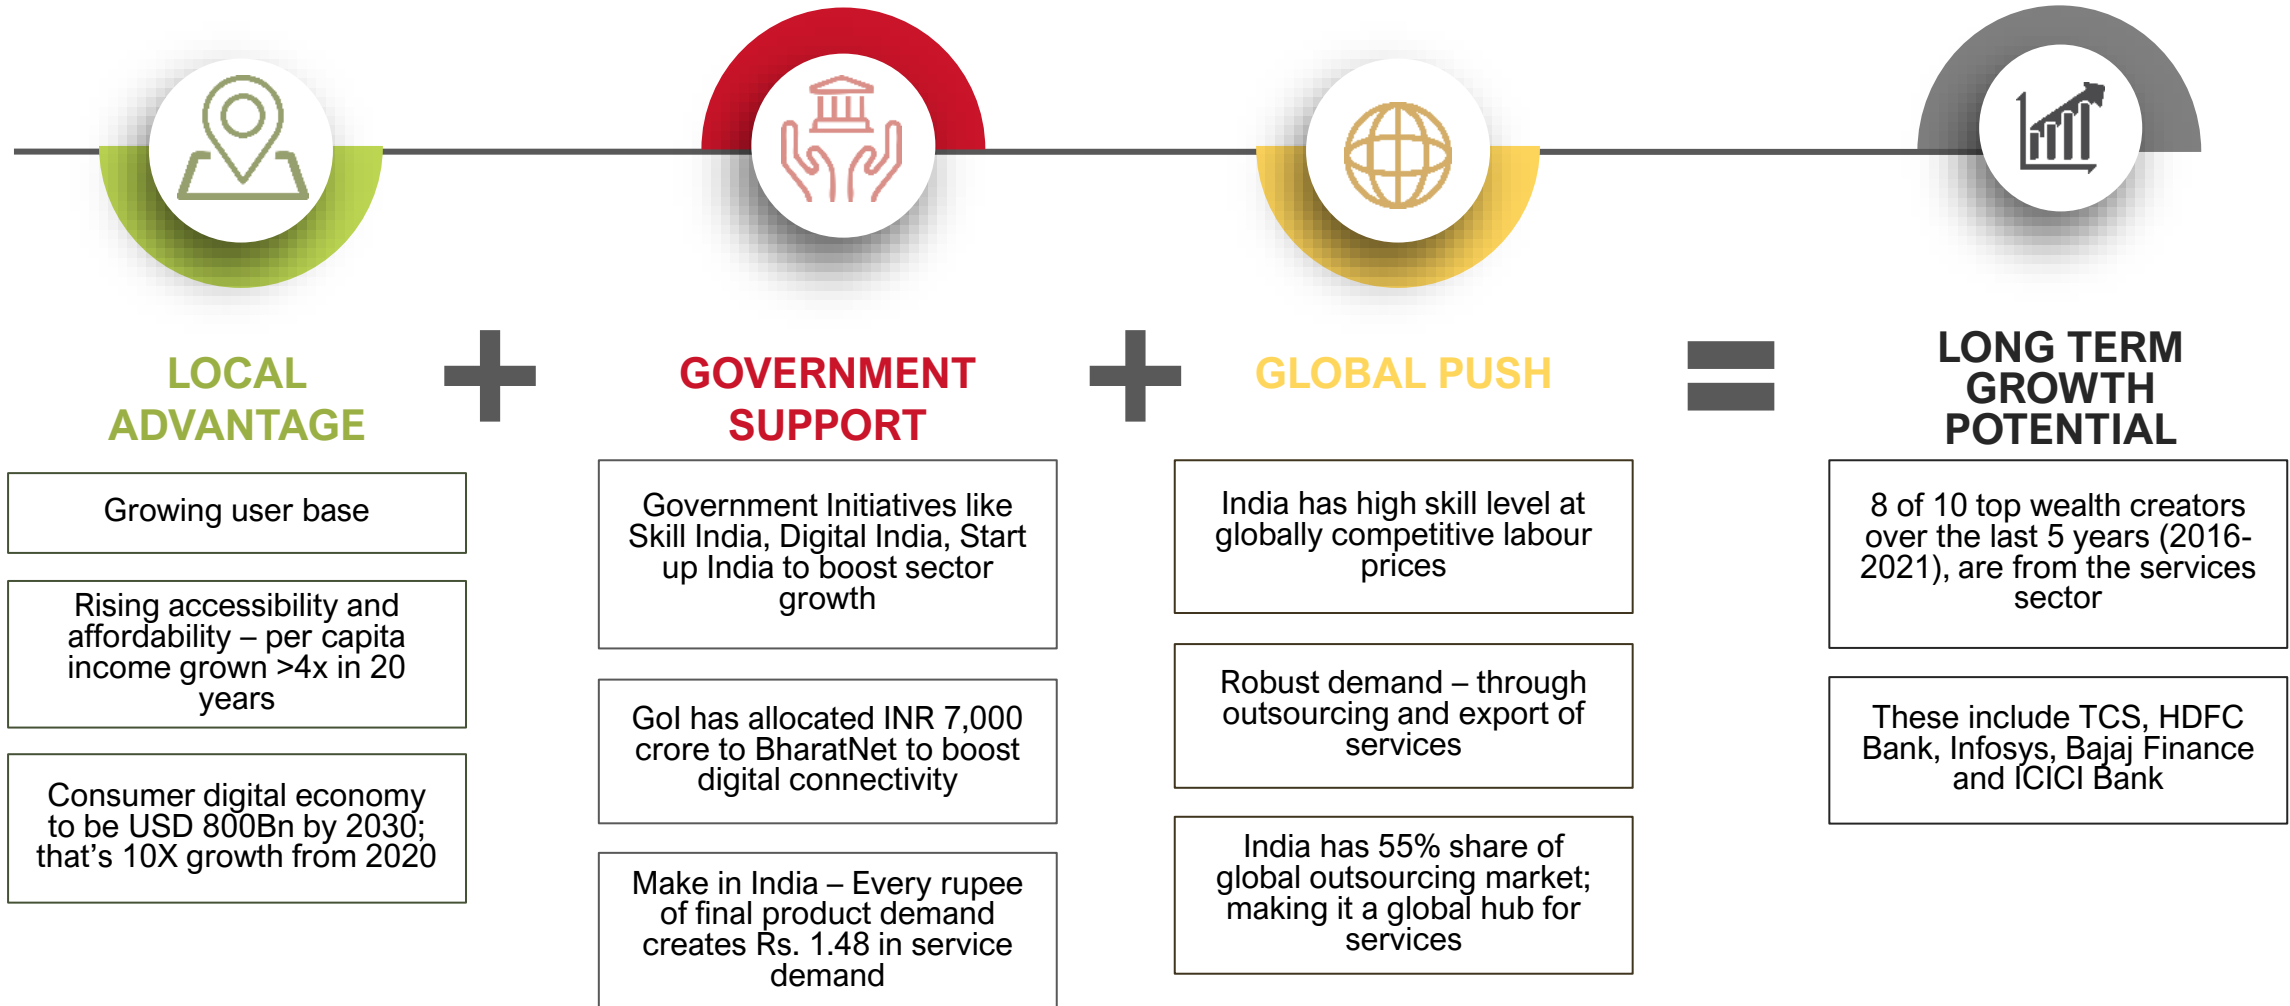 LOCAL
ADVANTAGE
Growing user base
Rising accessibility and
affordability – per capita
income grown >4x in 20
years
Consumer digital economy
to be USD 800Bn by 2030;
that’s 10X growth from 2020
+
GOVERNMENT
SUPPORT
Government Initiatives like
Skill India, Digital India, Start
up India to boost sector
growth
GoI has allocated INR 7,000
crore to BharatNet to boost
digital connectivity
Make in India – Every rupee
of final product demand
creates Rs. 1.48 in service
demand
+
GLOBAL PUSH
India has high skill level at
globally competitive labour
prices
Robust demand – through
outsourcing and export of
services
India has 55% share of
global outsourcing market;
making it a global hub for
services
=
LONG TERM
GROWTH
POTENTIAL
8 of 10 top wealth creators
over the last 5 years (2016-
2021), are from the services
sector
These include TCS, HDFC
Bank, Infosys, Bajaj Finance
and ICICI Bank